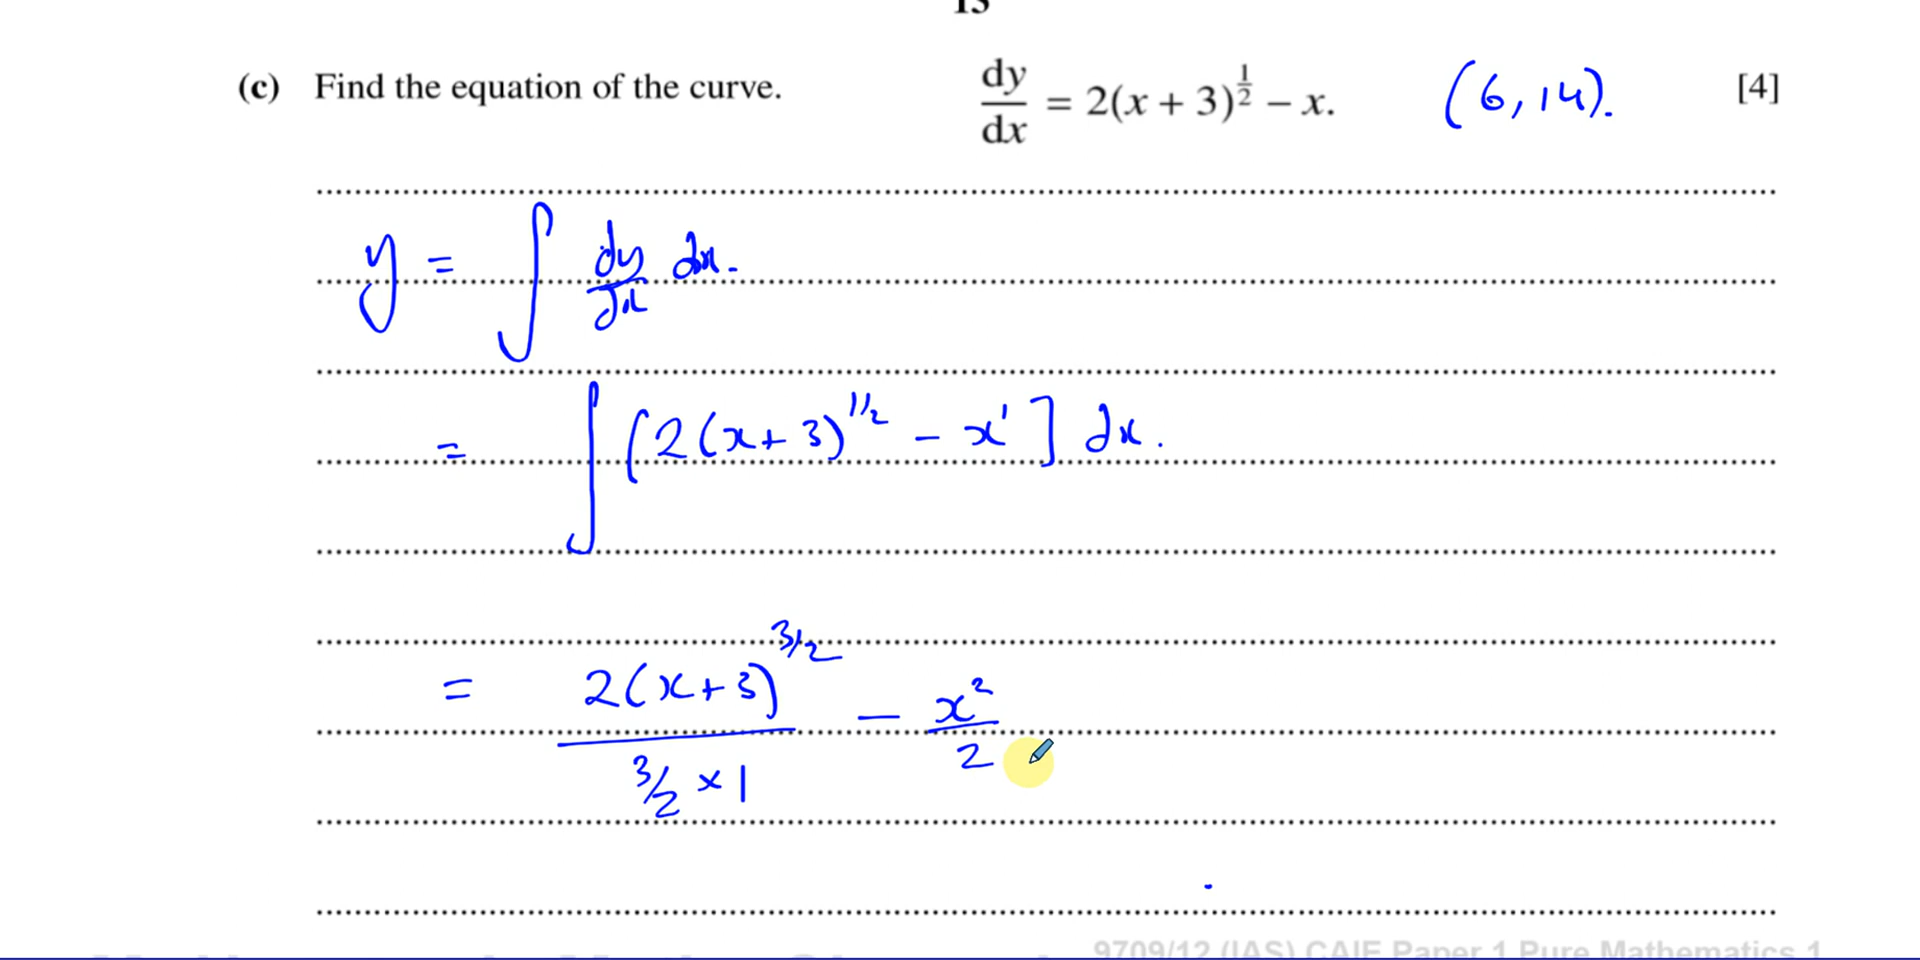 (c) Find the equation of the curve. dy/dx = 2(x + 3)^{1/2} − x. (6, 14). [4]
y = ∫ dy/dx dx.
= ∫ [2(x + 3)^{1/2} − x^1] dx.
= 2(x+3)^{3/2} / (3/2 × 1) − x^2/2
9709/12 (IAS) CAIE Paper 1 Pure Mathematics 1